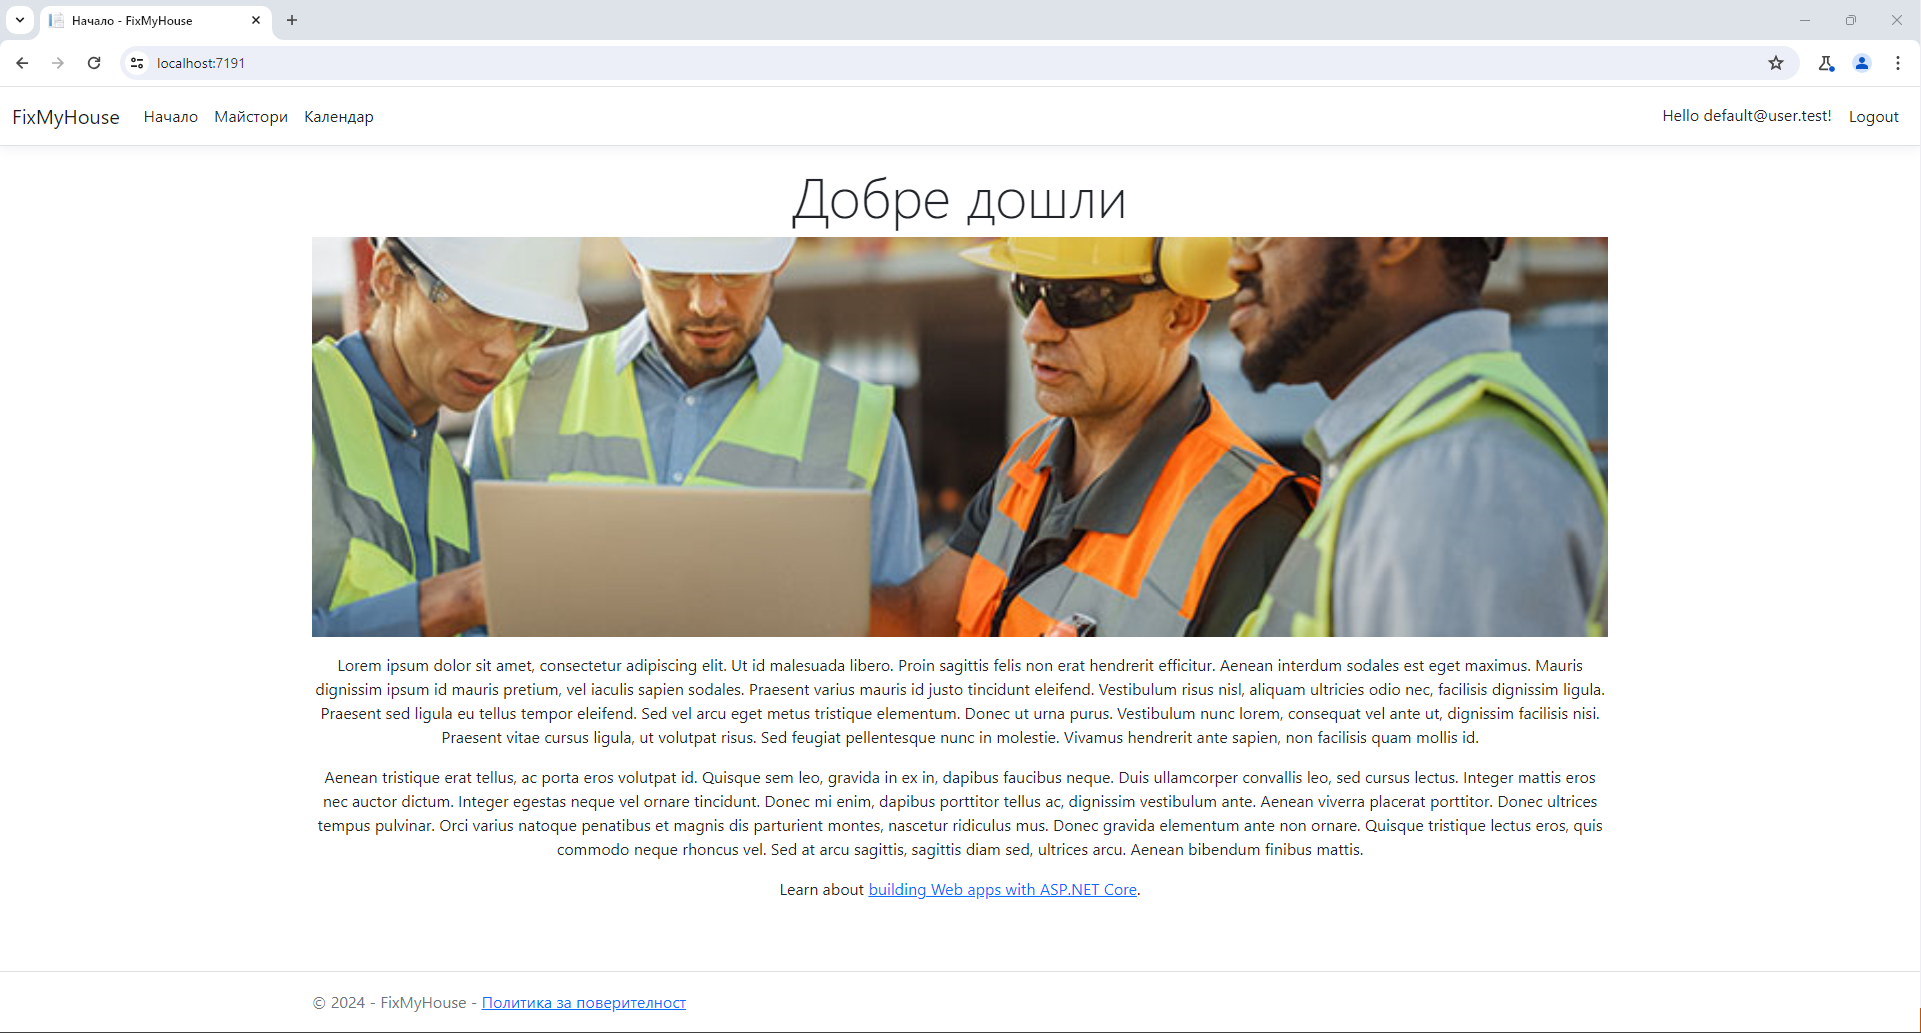 Начало - FixMyHouse
localhost:7191
FixMyHouse Начало Майстори Календар Hello default@user.test! Logout
Добре дошли
Lorem ipsum dolor sit amet, consectetur adipiscing elit. Ut id malesuada libero. Proin sagittis felis non erat hendrerit efficitur. Aenean interdum sodales est eget maximus. Mauris
dignissim ipsum id mauris pretium, vel iaculis sapien sodales. Praesent varius mauris id justo tincidunt eleifend. Vestibulum risus nisl, aliquam ultricies odio nec, facilisis dignissim ligula.
Praesent sed ligula eu tellus tempor eleifend. Sed vel arcu eget metus tristique elementum. Donec ut urna purus. Vestibulum nunc lorem, consequat vel ante ut, dignissim facilisis nisi.
Praesent vitae cursus ligula, ut volutpat risus. Sed feugiat pellentesque nunc in molestie. Vivamus hendrerit ante sapien, non facilisis quam mollis id.
Aenean tristique erat tellus, ac porta eros volutpat id. Quisque sem leo, gravida in ex in, dapibus faucibus neque. Duis ullamcorper convallis leo, sed cursus lectus. Integer mattis eros
nec auctor dictum. Integer egestas neque vel ornare tincidunt. Donec mi enim, dapibus porttitor tellus ac, dignissim vestibulum ante. Aenean viverra placerat porttitor. Donec ultrices
tempus pulvinar. Orci varius natoque penatibus et magnis dis parturient montes, nascetur ridiculus mus. Donec gravida elementum ante non ornare. Quisque tristique lectus eros, quis
commodo neque rhoncus vel. Sed at arcu sagittis, sagittis diam sed, ultrices arcu. Aenean bibendum finibus mattis.
Learn about building Web apps with ASP.NET Core.
© 2024 - FixMyHouse - Политика за поверителност